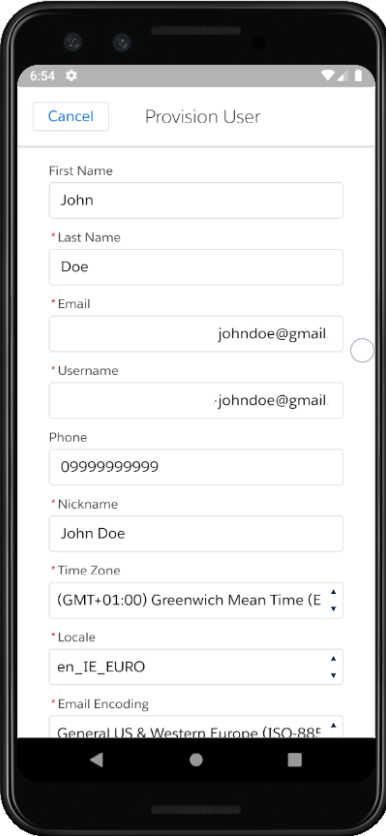 6:54
Cancel Provision User
First Name
John
*Last Name
Doe
*Email
johndoe@gmail.
*Username
johndoe@gmail.
Phone
09999999999
*Nickname
John Doe
*Time Zone
(GMT+01:00) Greenwich Mean Time (E
*Locale
en_IE_EURO
*Email Encoding
General US & Western Europe (ISO-885